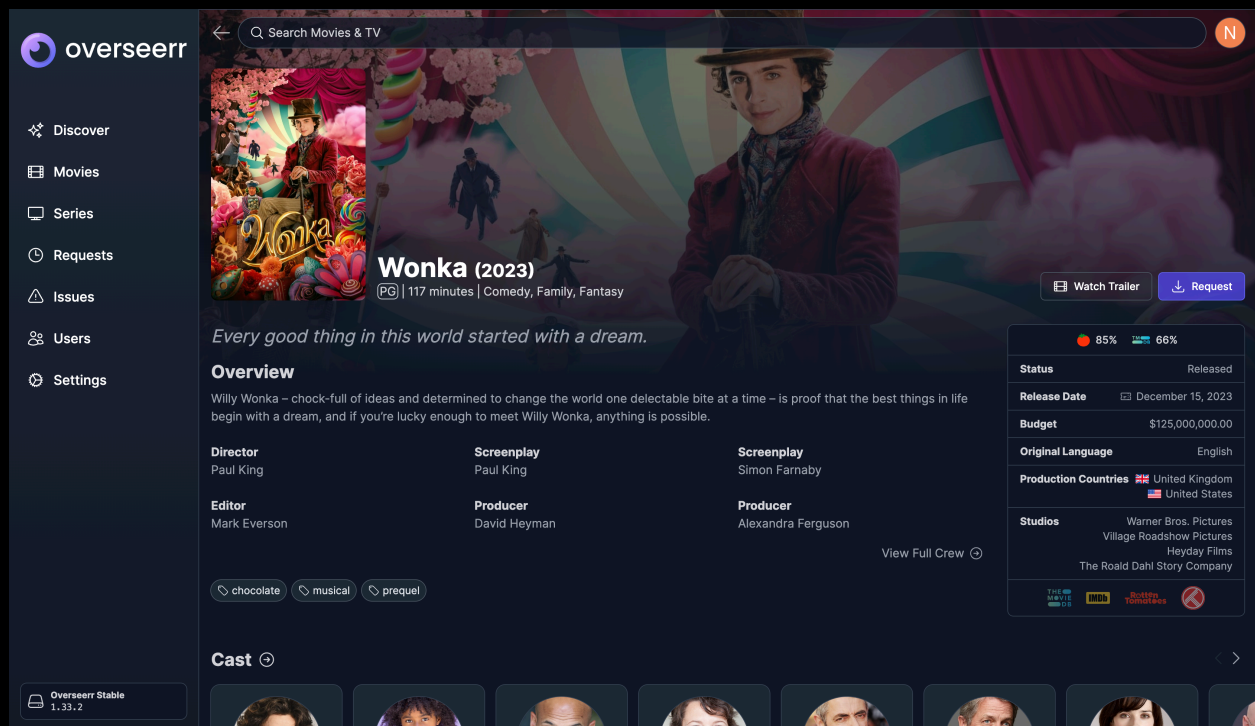 overseerr
Search Movies & TV
N
Discover
Movies
Series
Requests
Issues
Users
Settings
Overseerr Stable
1.33.2
Wonka
Wonka (2023)
PG | 117 minutes | Comedy, Family, Fantasy
Watch Trailer
Request
Every good thing in this world started with a dream.
Overview
Willy Wonka – chock-full of ideas and determined to change the world one delectable bite at a time – is proof that the best things in life
begin with a dream, and if you're lucky enough to meet Willy Wonka, anything is possible.
Director
Paul King
Screenplay
Paul King
Screenplay
Simon Farnaby
Editor
Mark Everson
Producer
David Heyman
Producer
Alexandra Ferguson
View Full Crew
chocolate
musical
prequel
85% TMDB 66%
Status Released
Release Date December 15, 2023
Budget $125,000,000.00
Original Language English
Production Countries United Kingdom
United States
Studios Warner Bros. Pictures
Village Roadshow Pictures
Heyday Films
The Roald Dahl Story Company
THE MOVIE DB
IMDb
Rotten Tomatoes
Cast